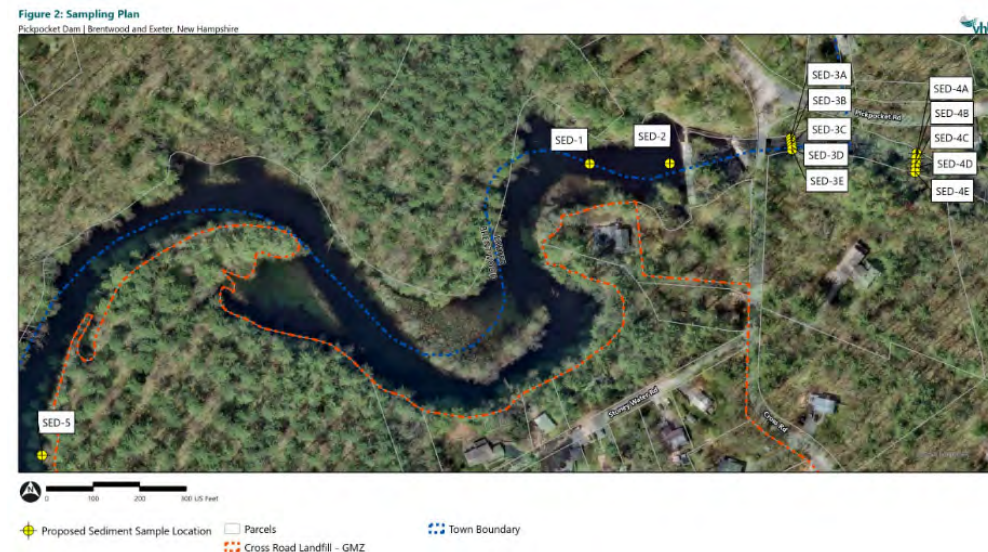 Figure 2: Sampling Plan
Pickpocket Dam | Brentwood and Exeter, New Hampshire
vhb
SED-3A
SED-3B
SED-3C
SED-3D
SED-3E
SED-4A
SED-4B
SED-4C
SED-4D
SED-4E
Pickpocket Rd
SED-1
SED-2
Stoney Water Rd
Cross Rd
SED-5
0 100 200 300 US Feet
Proposed Sediment Sample Location
Parcels
Town Boundary
Cross Road Landfill - GMZ